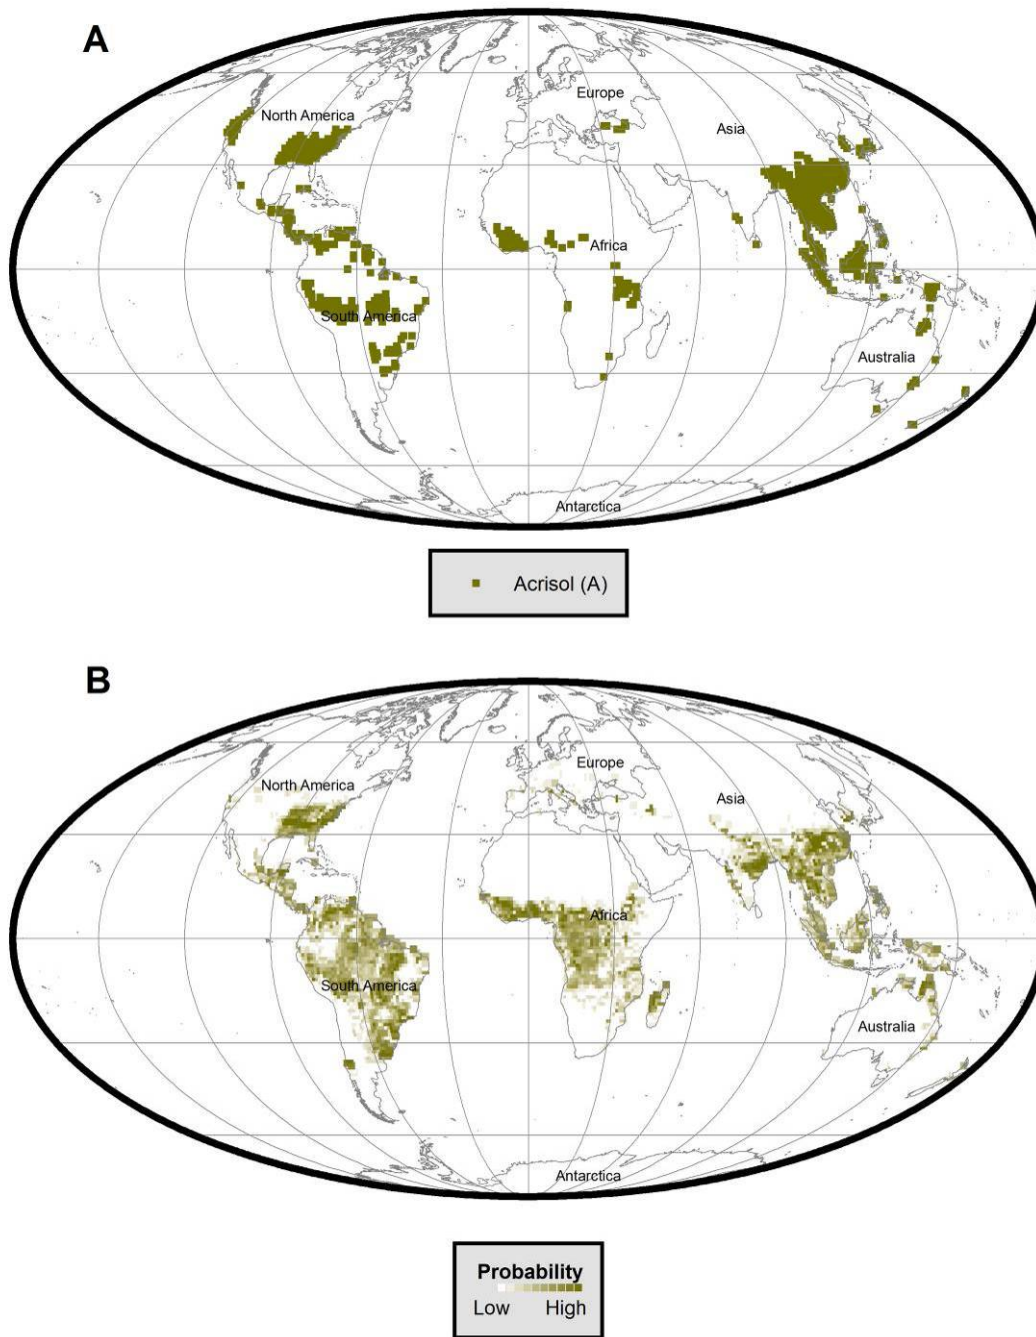 A
North America
Europe
Asia
Africa
South America
Australia
Antarctica
Acrisol (A)
B
North America
Europe
Asia
Africa
South America
Australia
Antarctica
Probability
Low High